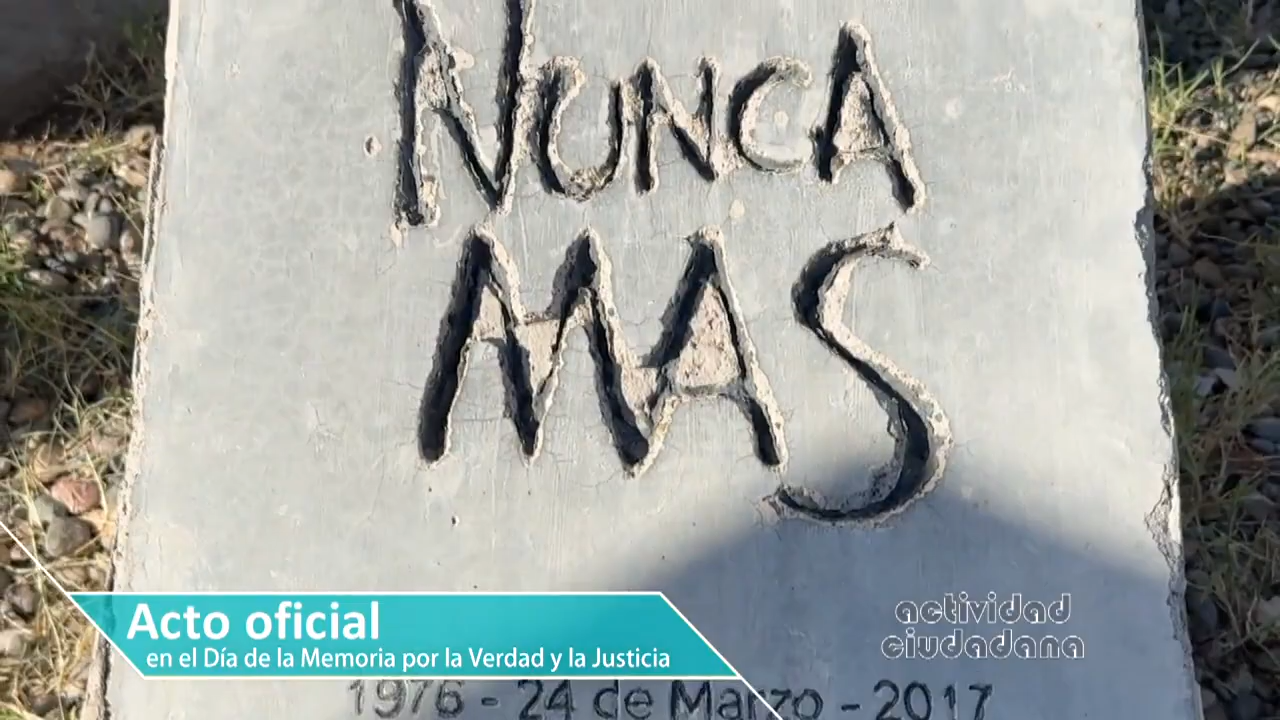 NUNCA
MAS
Acto oficial
en el Día de la Memoria por la Verdad y la Justicia
actividad
ciudadana
1976 - 24 de Marzo - 2017